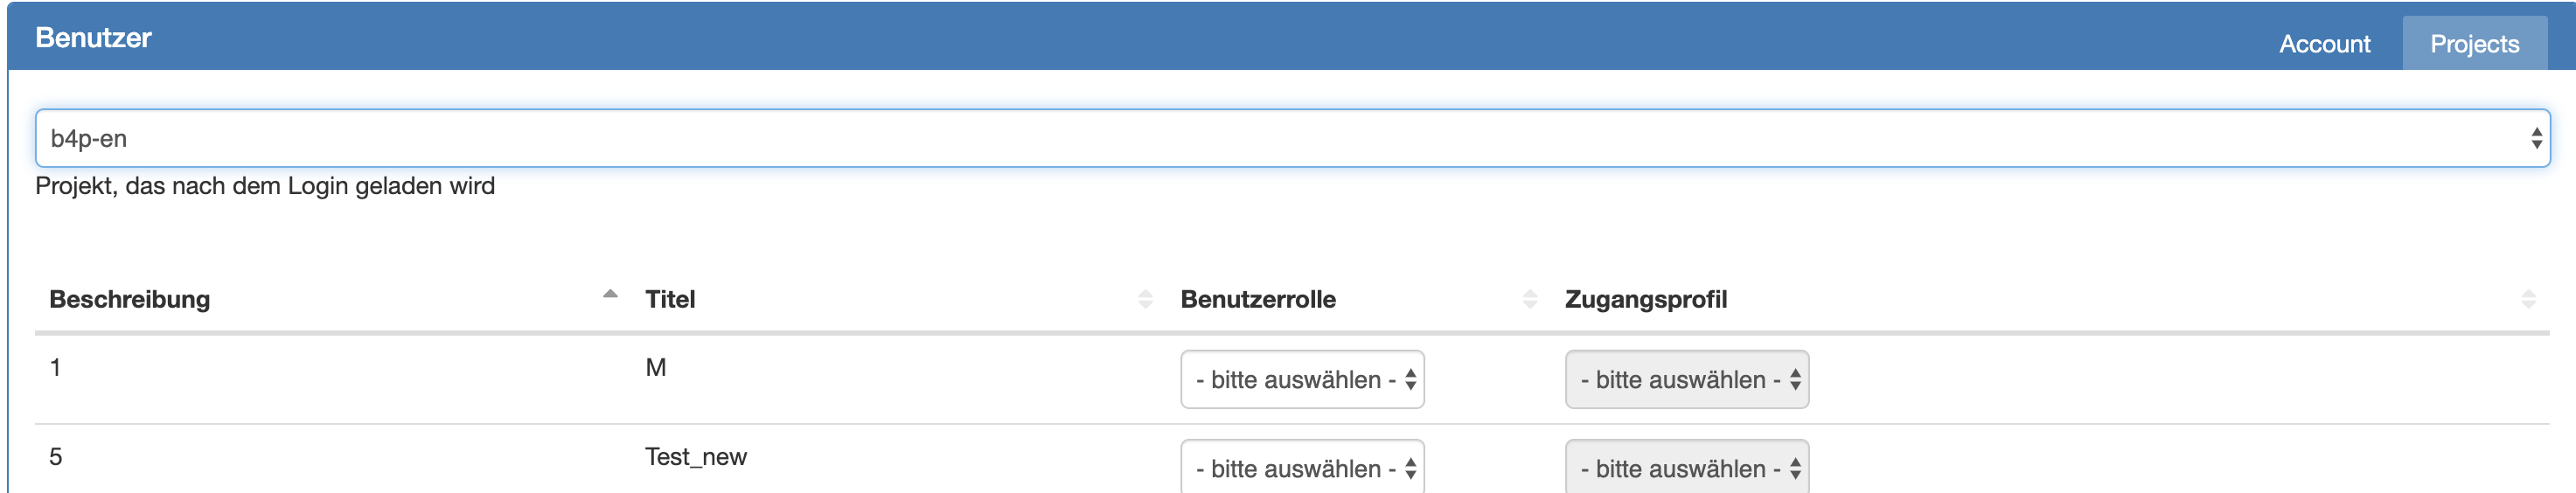 Benutzer Account Projects
b4p-en
Projekt, das nach dem Login geladen wird
Beschreibung Titel Benutzerrolle Zugangsprofil
1 M - bitte auswählen - - bitte auswählen -
5 Test_new - bitte auswählen - - bitte auswählen -